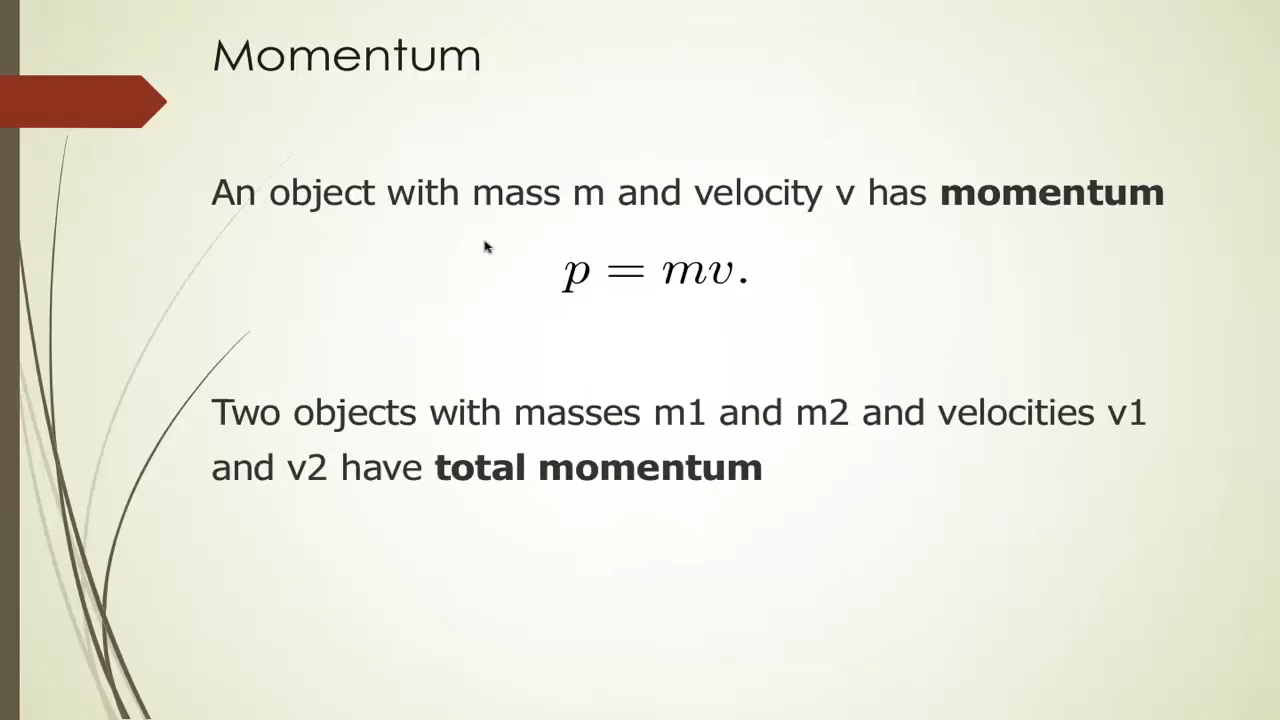 Momentum
An object with mass m and velocity v has momentum
p = mv.
Two objects with masses m1 and m2 and velocities v1
and v2 have total momentum